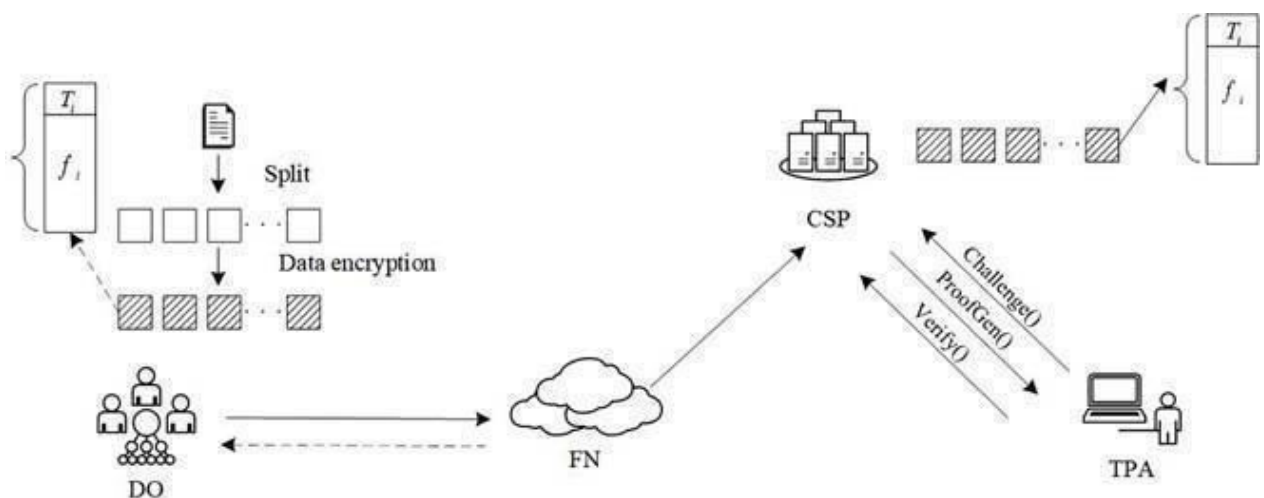 T_i
f_i
Split
Data encryption
DO
FN
CSP
T_i
f_i
Challenge()
ProofGen()
Verify()
TPA